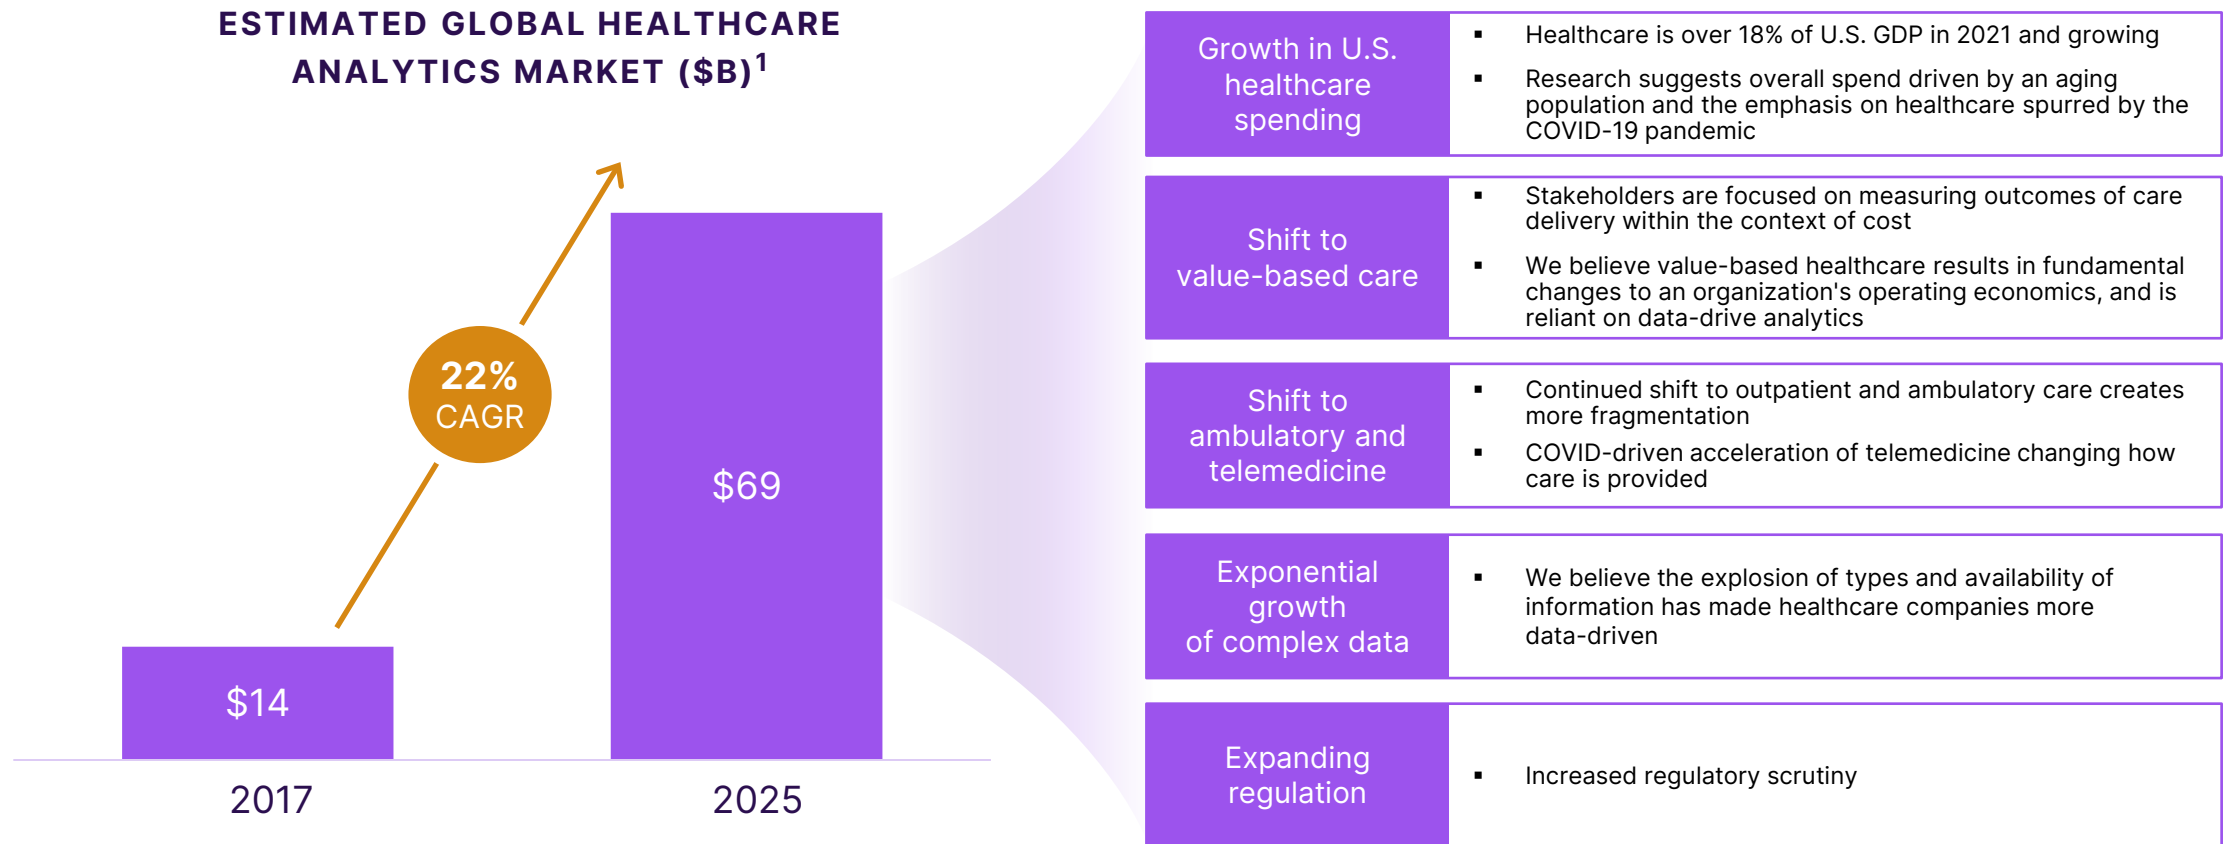 ESTIMATED GLOBAL HEALTHCARE
ANALYTICS MARKET ($B)1
22%
CAGR
$14
$69
2017
2025
Growth in U.S.
healthcare
spending
▪ Healthcare is over 18% of U.S. GDP in 2021 and growing
▪ Research suggests overall spend driven by an aging
population and the emphasis on healthcare spurred by the
COVID-19 pandemic
Shift to
value-based care
▪ Stakeholders are focused on measuring outcomes of care
delivery within the context of cost
▪ We believe value-based healthcare results in fundamental
changes to an organization's operating economics, and is
reliant on data-drive analytics
Shift to
ambulatory and
telemedicine
▪ Continued shift to outpatient and ambulatory care creates
more fragmentation
▪ COVID-driven acceleration of telemedicine changing how
care is provided
Exponential
growth
of complex data
▪ We believe the explosion of types and availability of
information has made healthcare companies more
data-driven
Expanding
regulation
▪ Increased regulatory scrutiny